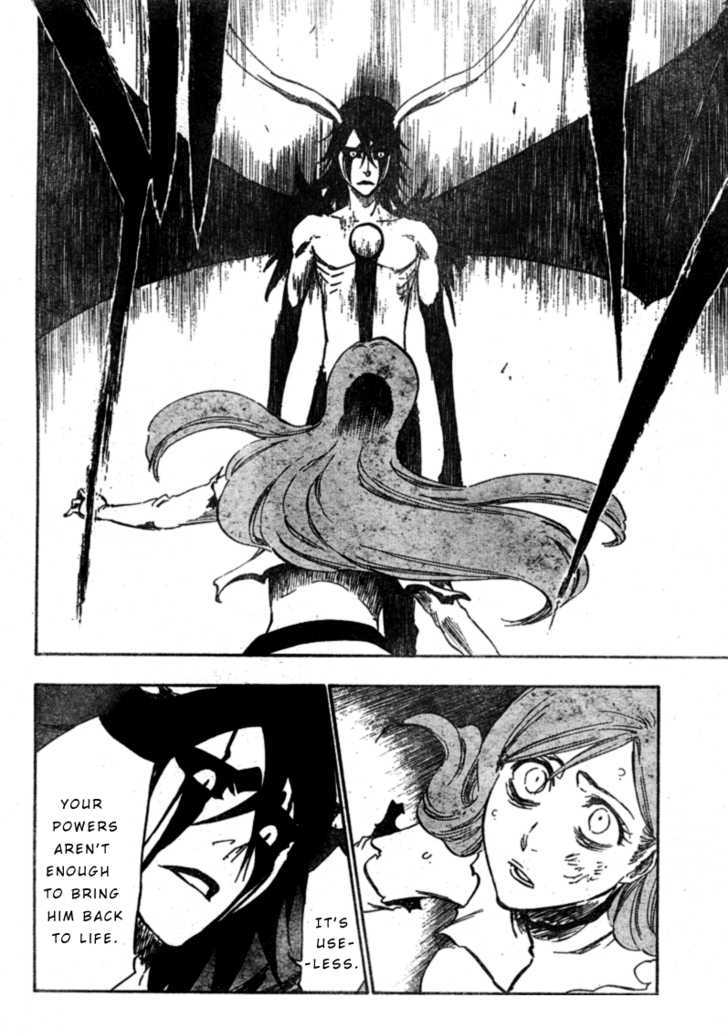 IT'S
USE-
-LESS.
YOUR
POWERS
AREN'T
ENOUGH
TO BRING
HIM BACK
TO LIFE.